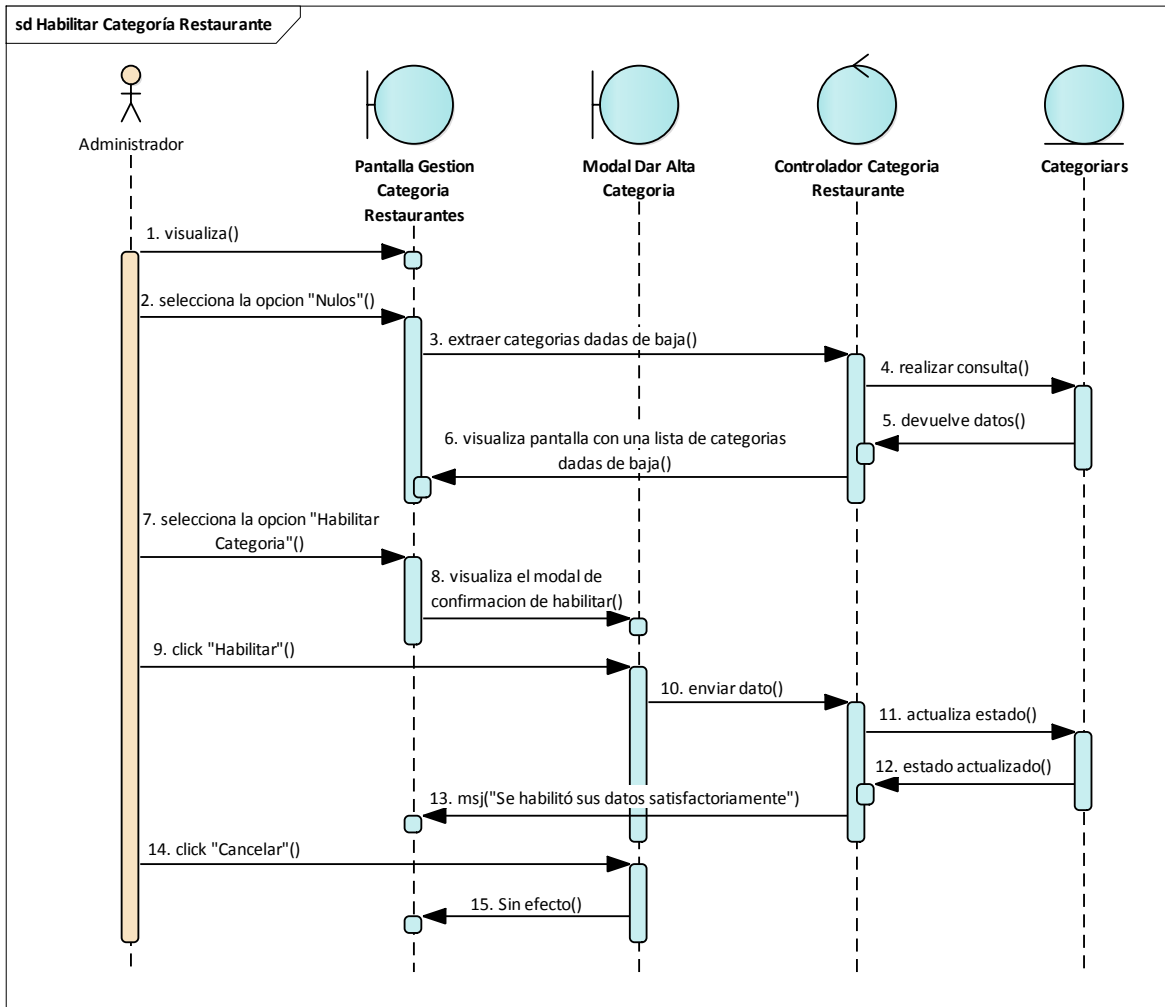 sd Habilitar Categoría Restaurante
Administrador
Pantalla Gestion
Categoria
Restaurantes
Modal Dar Alta
Categoria
Controlador Categoria
Restaurante
Categoriars
1. visualiza()
2. selecciona la opcion "Nulos"()
3. extraer categorias dadas de baja()
4. realizar consulta()
5. devuelve datos()
6. visualiza pantalla con una lista de categorias
dadas de baja()
7. selecciona la opcion "Habilitar
Categoria"()
8. visualiza el modal de
confirmacion de habilitar()
9. click "Habilitar"()
10. enviar dato()
11. actualiza estado()
12. estado actualizado()
13. msj("Se habilitó sus datos satisfactoriamente")
14. click "Cancelar"()
15. Sin efecto()